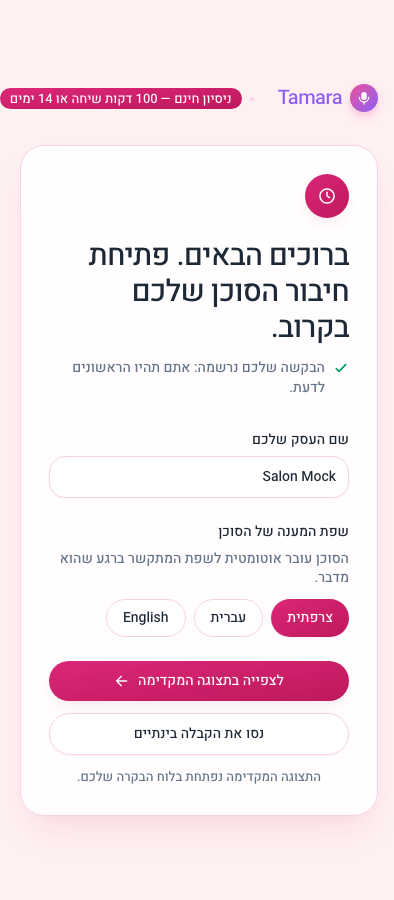 Tamara
ניסיון חינם — 100 דקות שיחה או 14 ימים
ברוכים הבאים. פתיחת
חיבור הסוכן שלכם
בקרוב.
הבקשה שלכם נרשמה: אתם תהיו הראשונים
לדעת.
שם העסק שלכם
Salon Mock
שפת המענה של הסוכן
הסוכן עובר אוטומטית לשפת המתקשר ברגע שהוא
מדבר.
צרפתית
עברית
English
לצפייה בתצוגה המקדימה
נסו את הקבלה בינתיים
התצוגה המקדימה נפתחת בלוח הבקרה שלכם.